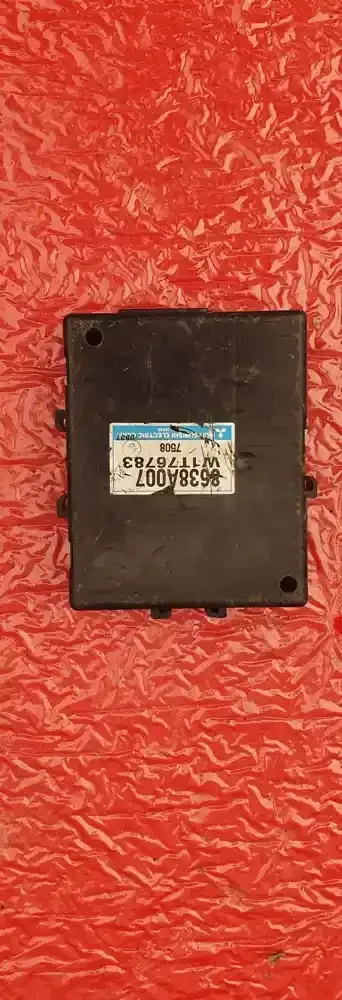 8638A007
W1T76783
7508
MITSUBISHI ELECTRIC CORP.